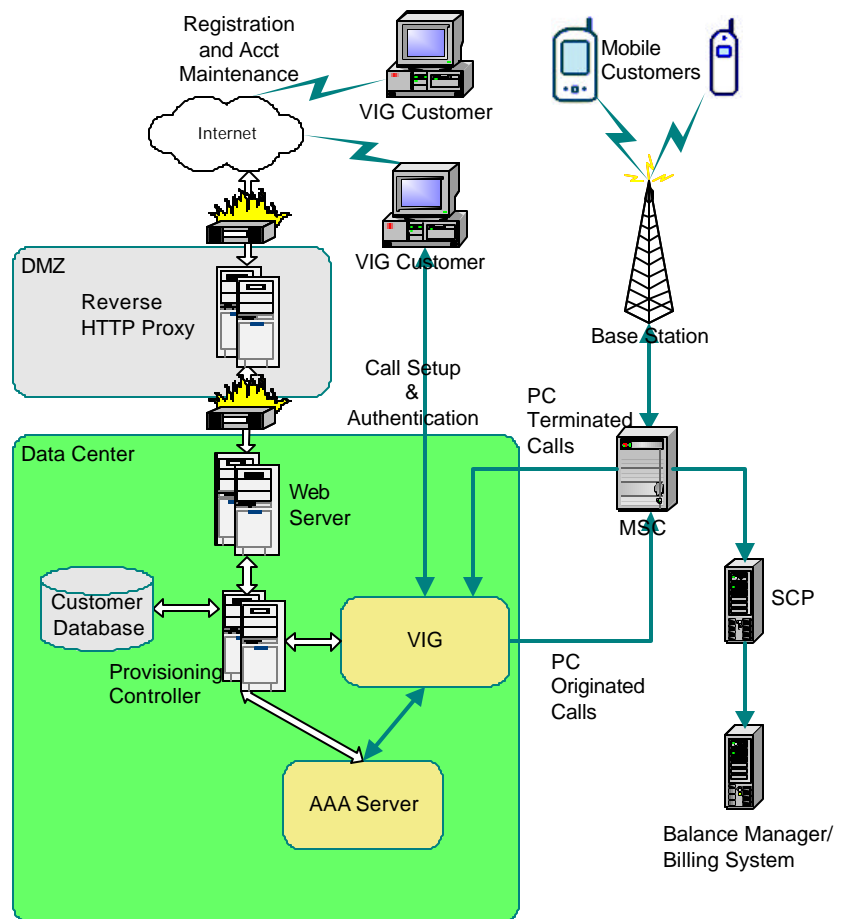 Registration
and Acct
Maintenance
VIG Customer
Mobile
Customers
Internet
VIG Customer
DMZ
Reverse
HTTP Proxy
Base Station
Call Setup
&
Authentication
PC
Terminated
Calls
Data Center
Web
Server
MSC
SCP
Customer
Database
VIG
Provisioning
Controller
PC
Originated
Calls
AAA Server
Balance Manager/
Billing System